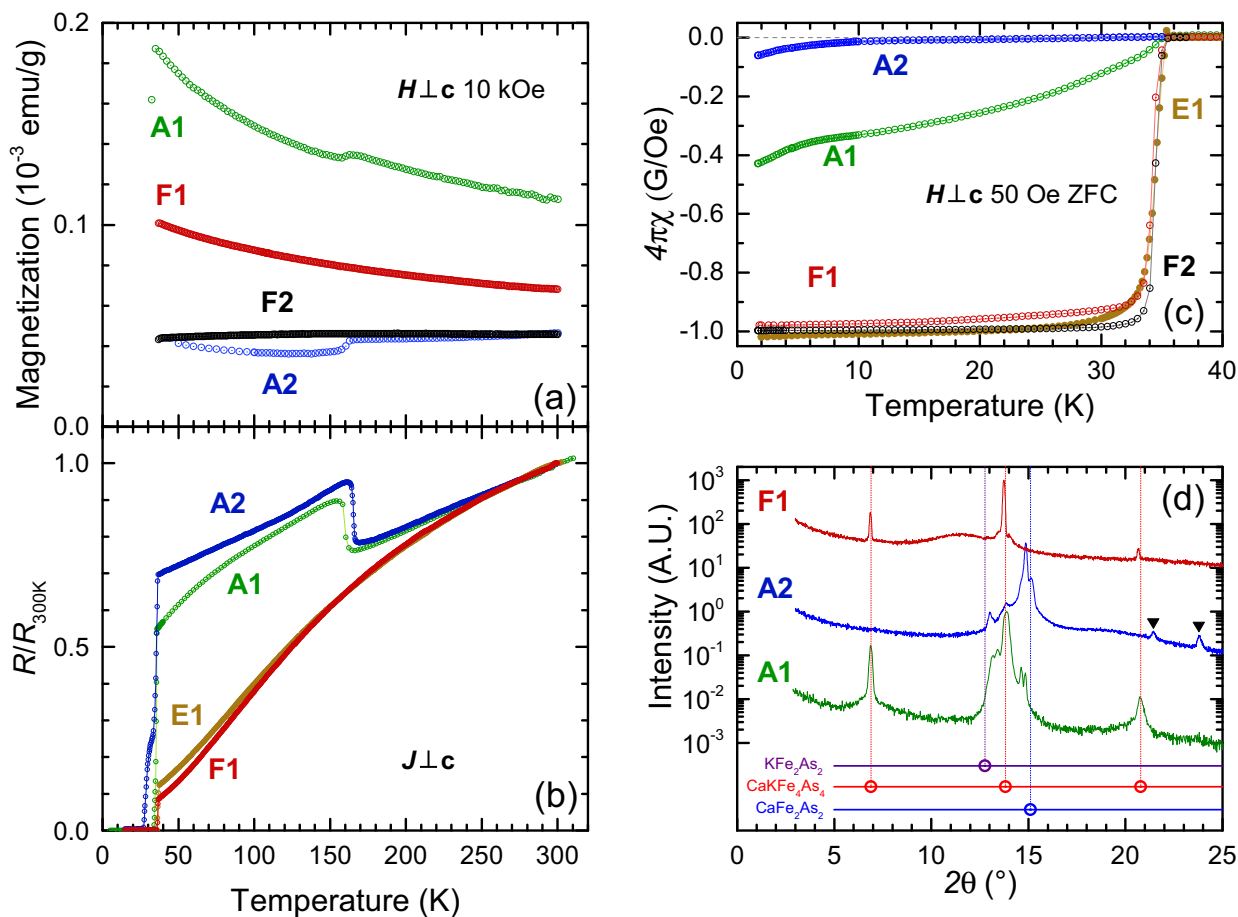 0.2
0.1
0.0
Magnetization (10⁻³ emu/g)
H⊥c 10 kOe
A1
F1
F2
A2
(a)
1.0
0.5
0.0
R/R300K
A2
A1
E1
F1
J⊥c
(b)
0 50 100 150 200 250 300
Temperature (K)
0.0
-0.2
-0.4
-0.6
-0.8
-1.0
4πχ (G/Oe)
A2
E1
A1
H⊥c 50 Oe ZFC
F1
F2
(c)
0 10 20 30 40
Temperature (K)
10³
10²
10¹
10⁰
10⁻¹
10⁻²
10⁻³
Intensity (A.U.)
(d)
F1
A2
A1
KFe₂As₂
CaKFe₄As₄
CaFe₂As₂
0 5 10 15 20 25
2θ (°)